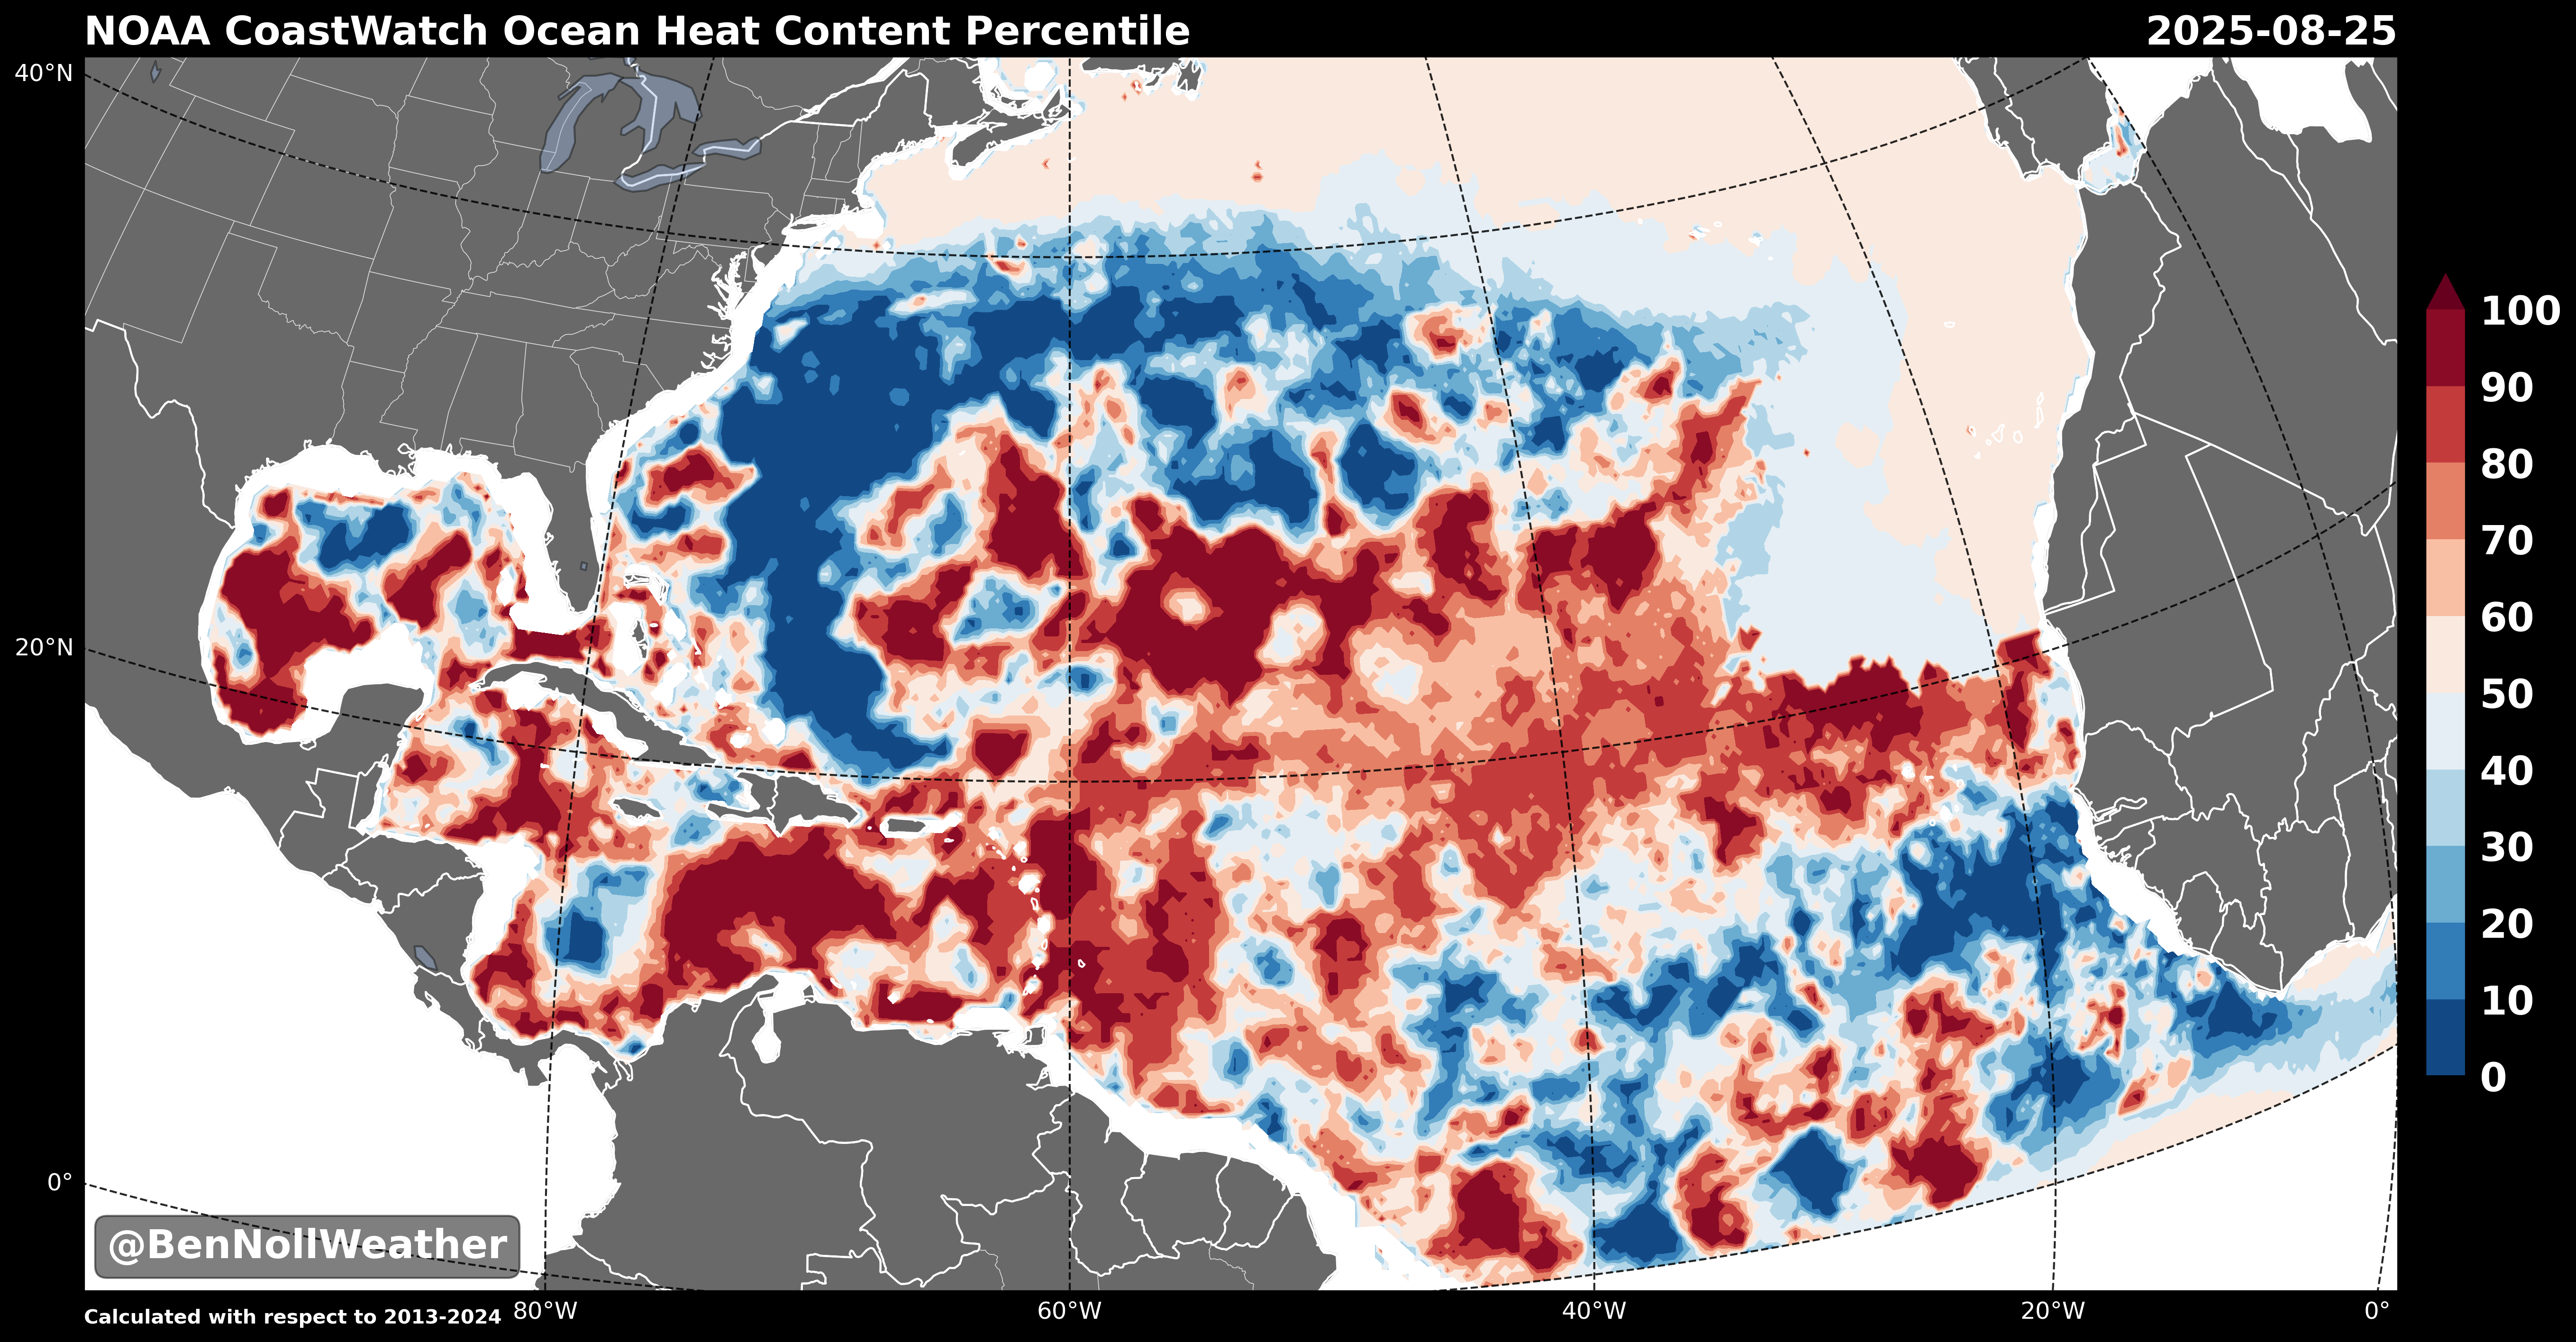 NOAA CoastWatch Ocean Heat Content Percentile
2025-08-25
40°N
20°N
0°
100
90
80
70
60
50
40
30
20
10
0
@BenNollWeather
Calculated with respect to 2013-2024
80°W
60°W
40°W
20°W
0°